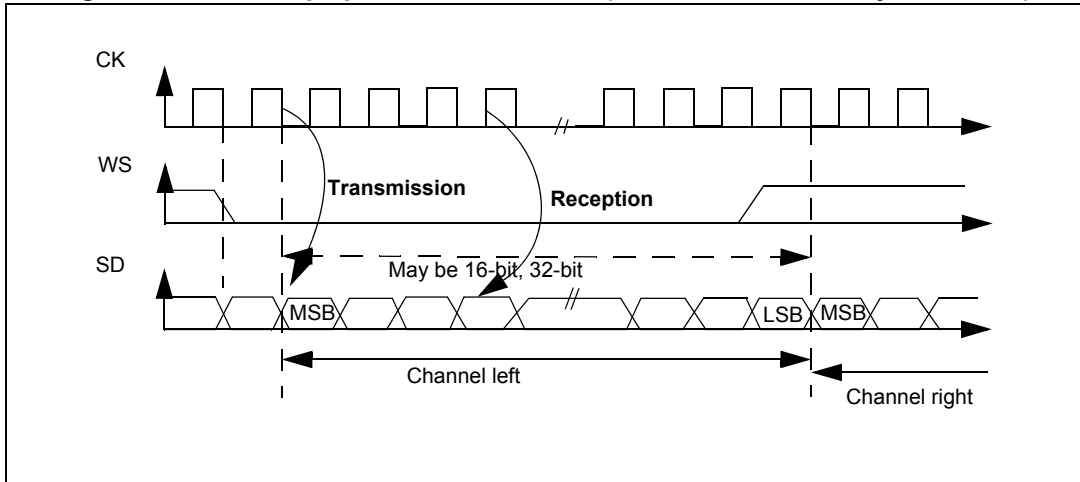 CK
WS
Transmission
Reception
SD
May be 16-bit, 32-bit
MSB
LSB
MSB
Channel left
Channel right